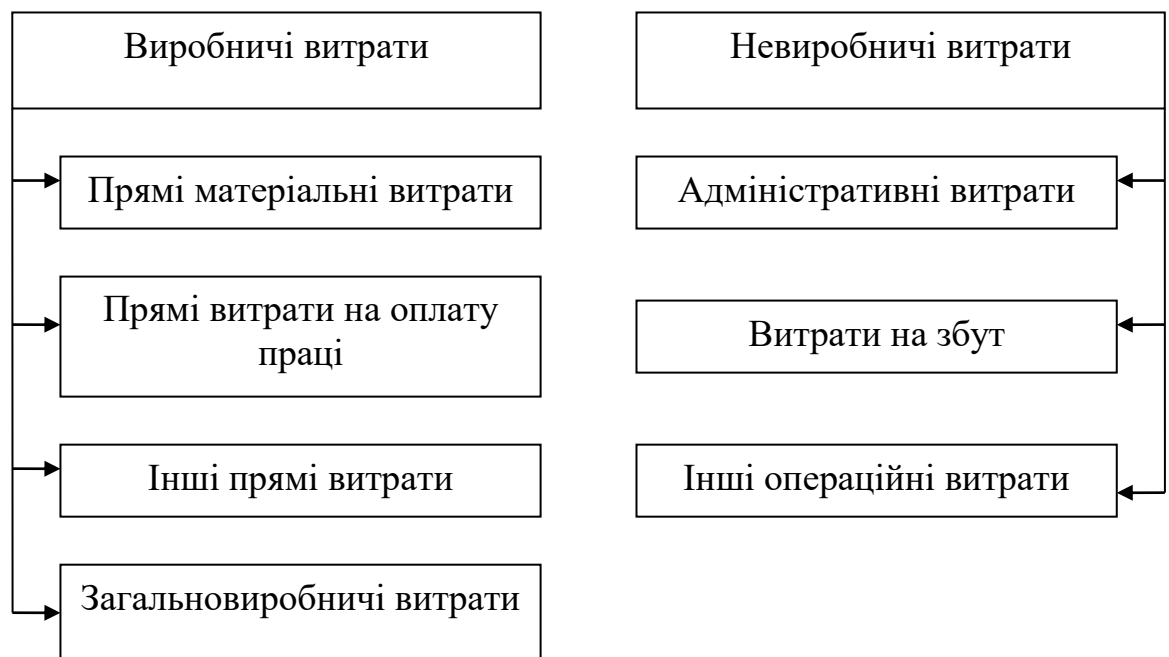 Виробничі витрати
Невиробничі витрати
Прямі матеріальні витрати
Адміністративні витрати
Прямі витрати на оплату
праці
Витрати на збут
Інші прямі витрати
Інші операційні витрати
Загальновиробничі витрати